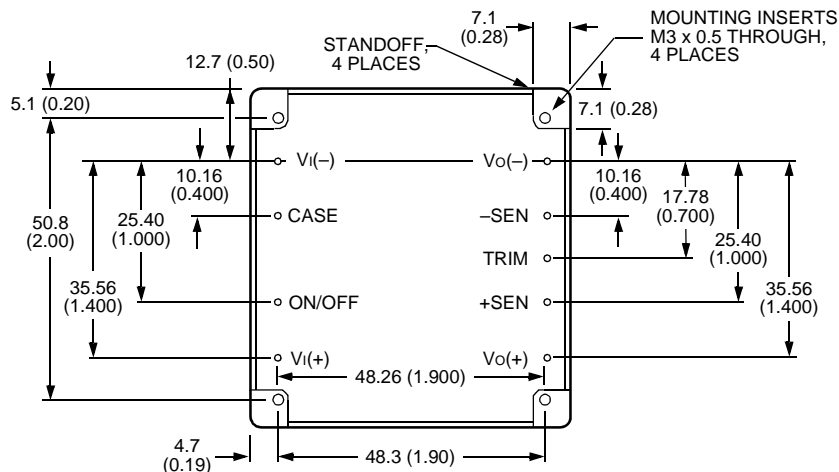 7.1
(0.28)
MOUNTING INSERTS
M3 x 0.5 THROUGH,
4 PLACES
STANDOFF,
4 PLACES
12.7 (0.50)
5.1 (0.20)
7.1 (0.28)
VI(–)
VO(–)
10.16
(0.400)
10.16
(0.400)
17.78
(0.700)
CASE
–SEN
25.40
(1.000)
50.8
(2.00)
25.40
(1.000)
TRIM
35.56
(1.400)
35.56
(1.400)
ON/OFF
+SEN
VI(+)
VO(+)
48.26 (1.900)
4.7
(0.19)
48.3 (1.90)